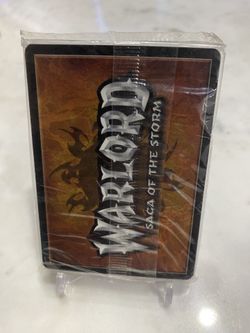 WARLORD
SAGA OF THE STORM